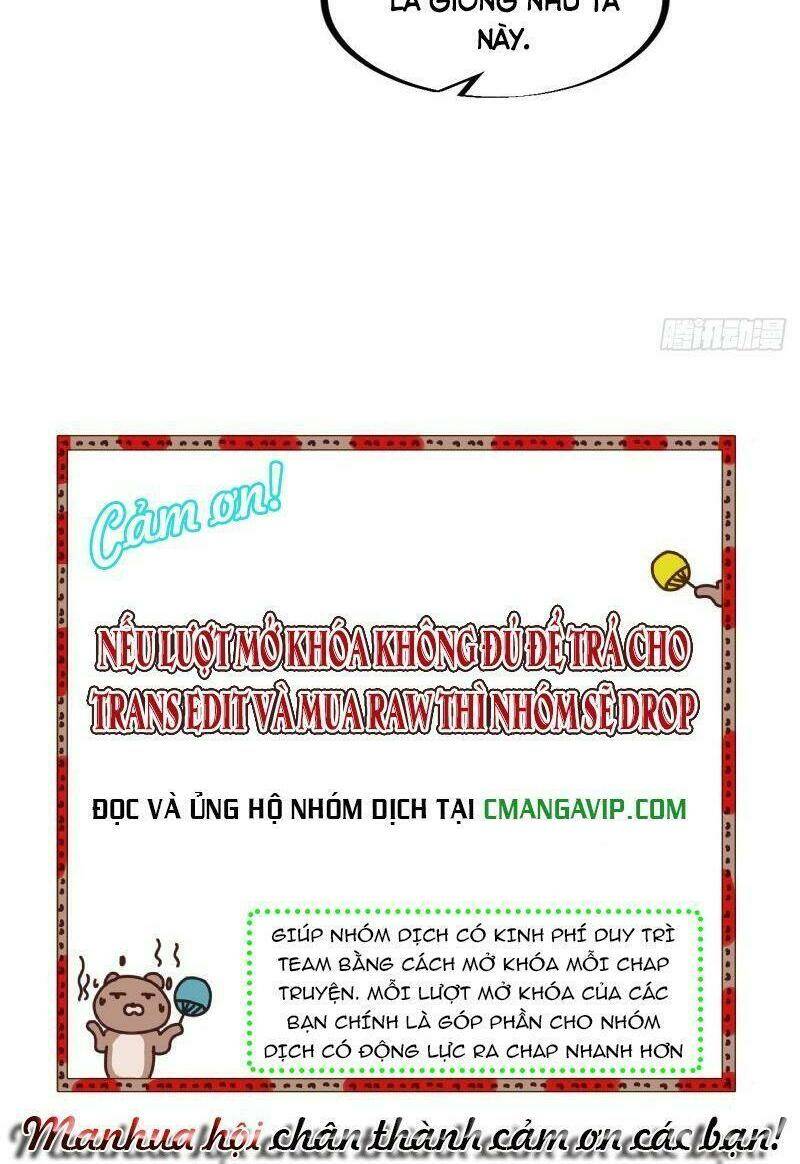 LÀ GIỐNG NHƯ TA
NÀY.
腾讯动漫
Cảm ơn!
NẾU LƯỢT MỞ KHÓA KHÔNG ĐỦ ĐỂ TRẢ CHO
TRANS EDIT VÀ MUA RAW THÌ NHÓM SẼ DROP
ĐỌC VÀ ỦNG HỘ NHÓM DỊCH TẠI CMANGAVIP.COM
GIÚP NHÓM DỊCH CÓ KINH PHÍ DUY TRÌ
TEAM BẰNG CÁCH MỞ KHÓA MỖI CHAP
TRUYỆN. MỖI LƯỢT MỞ KHÓA CỦA CÁC
BẠN CHÍNH LÀ GÓP PHẦN CHO NHÓM
DỊCH CÓ ĐỘNG LỰC RA CHAP NHANH HƠN
Manhua hội chân thành cảm ơn các bạn!